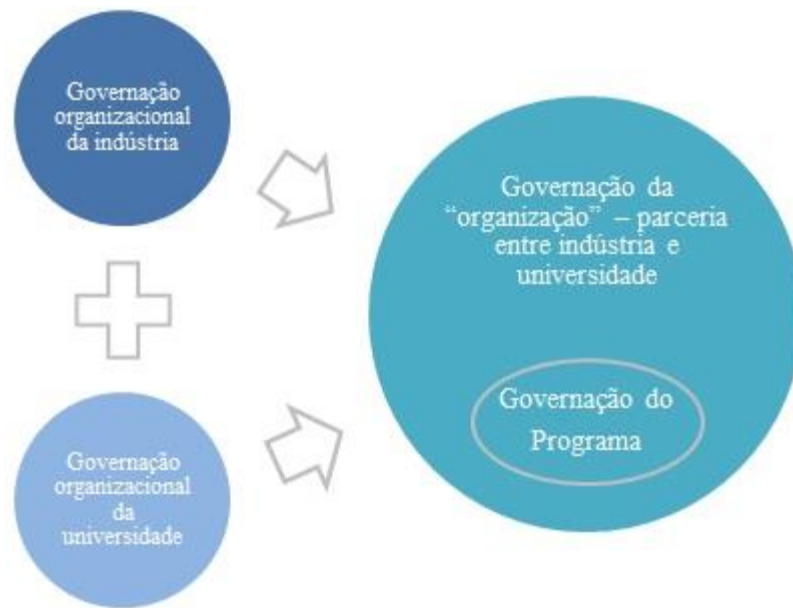 Governação
organizacional
da indústria
Governação
organizacional
da
universidade
Governação da
“organização” – parceria
entre indústria e
universidade
Governação do
Programa